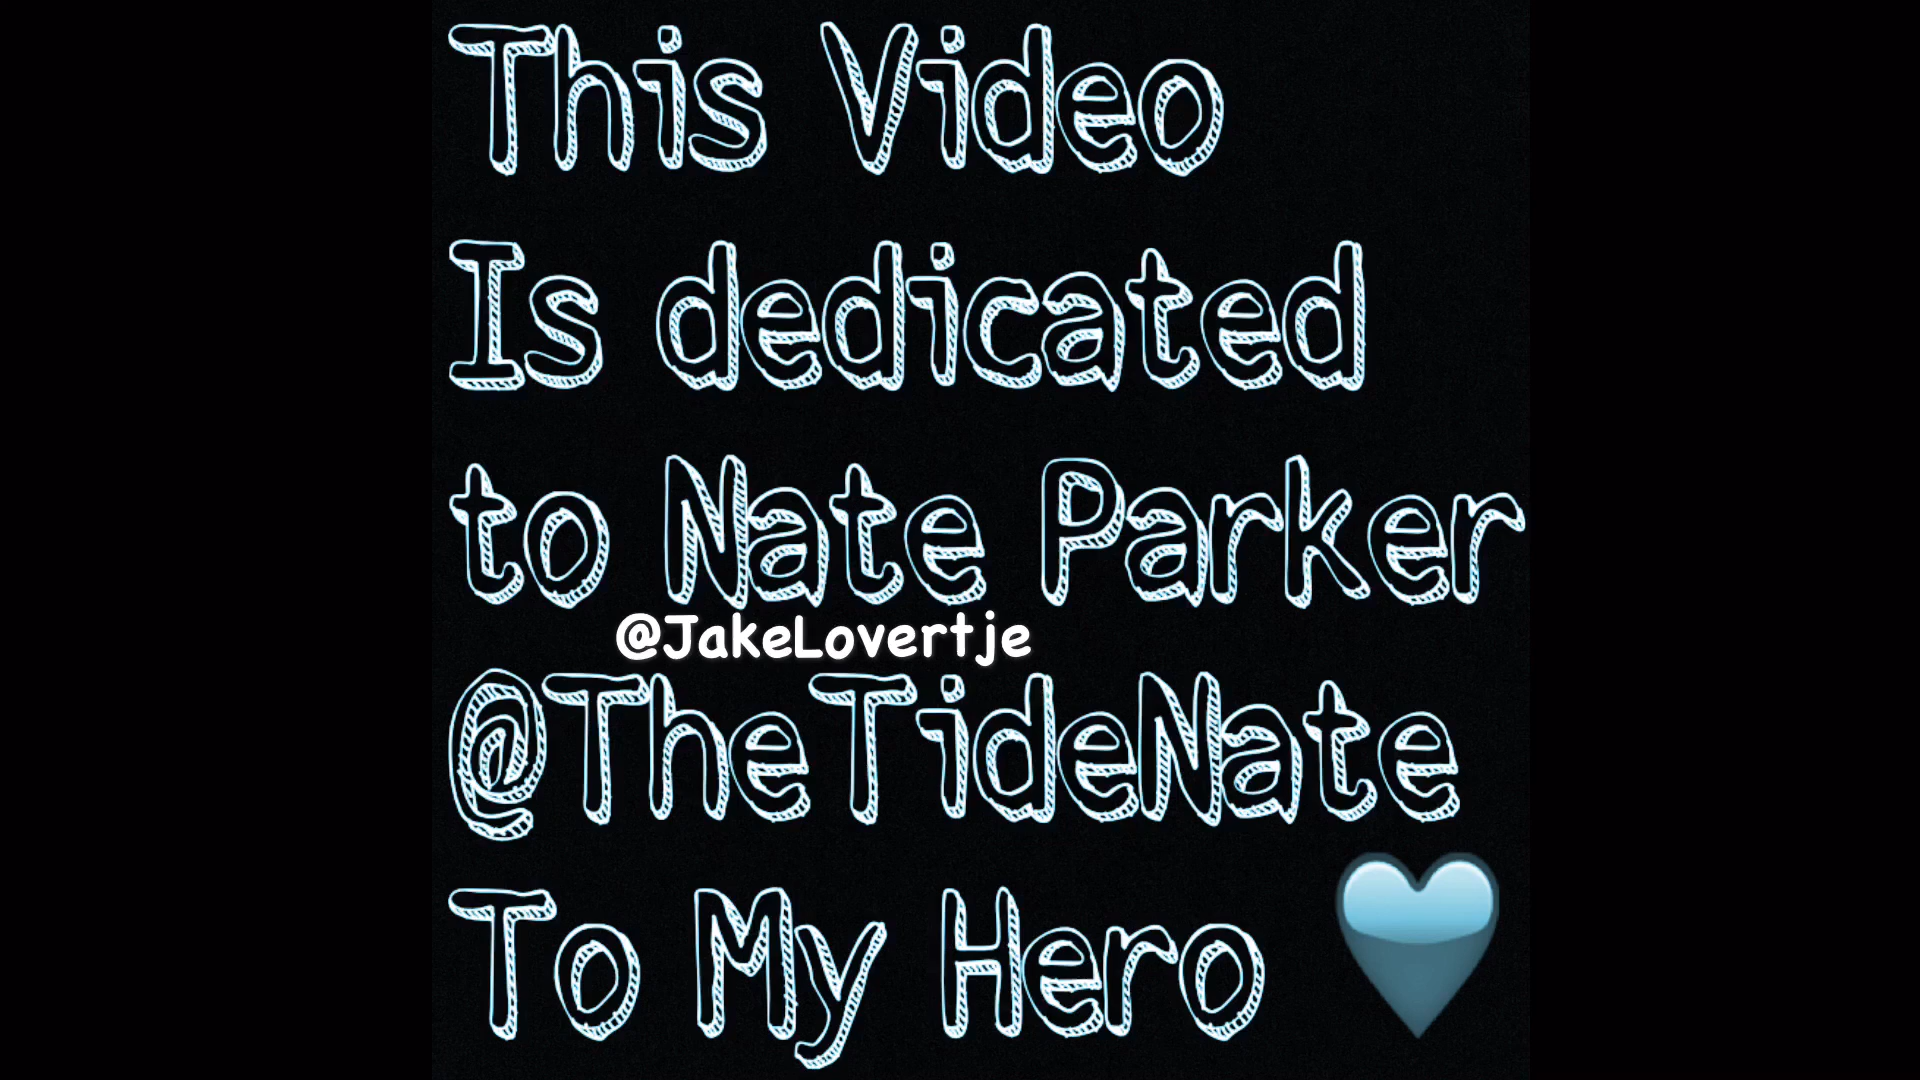 This Video
Is dedicated
to Nate Parker
@JakeLovertje
@TheTideNate
To My Hero